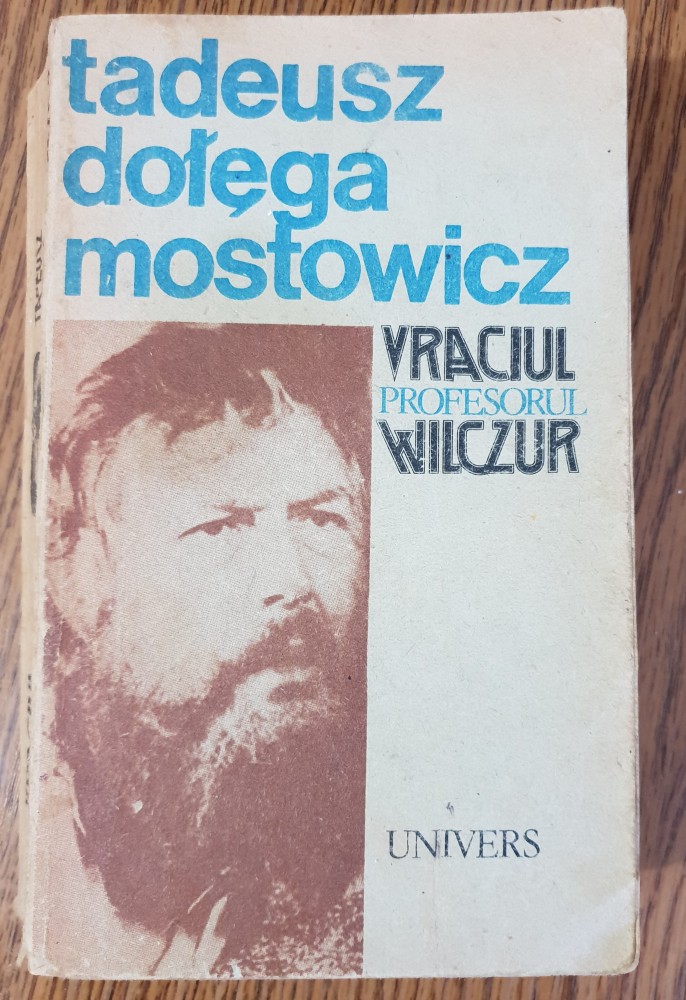 tadeusz
dołęga
mostowicz
VRACIUL
PROFESORUL
WILCZUR
UNIVERS